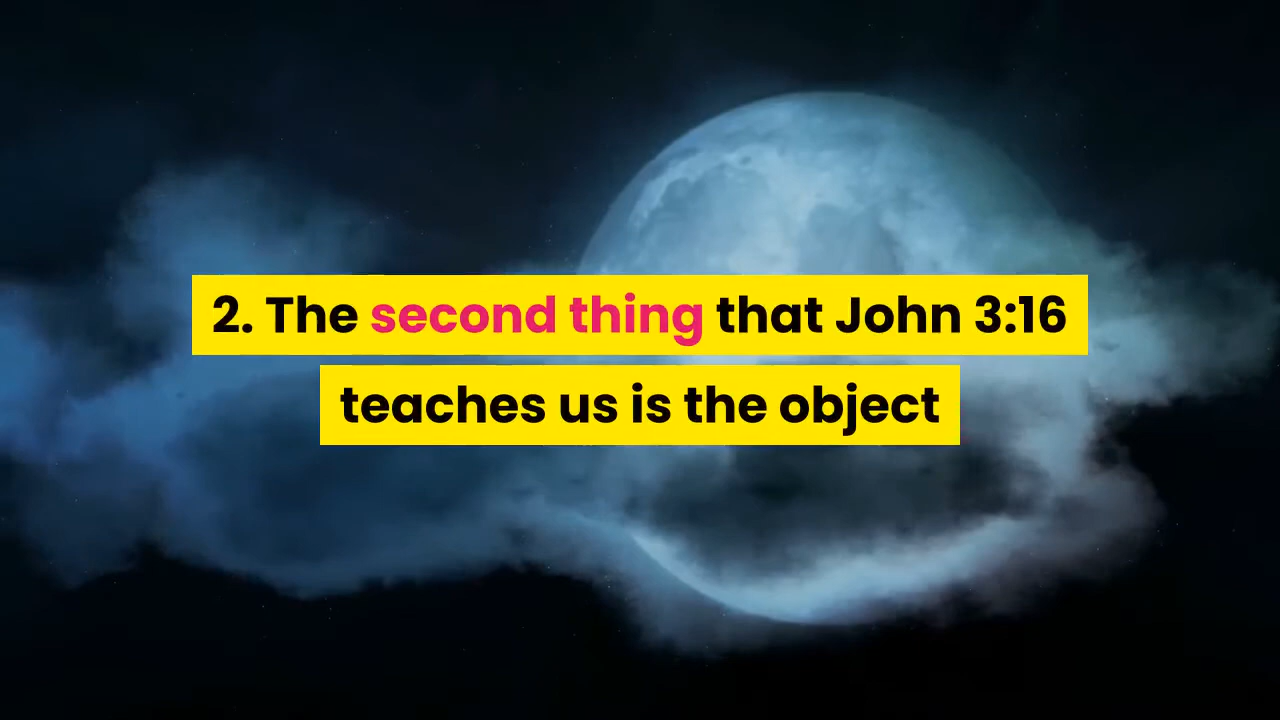 2. The second thing that John 3:16
teaches us is the object